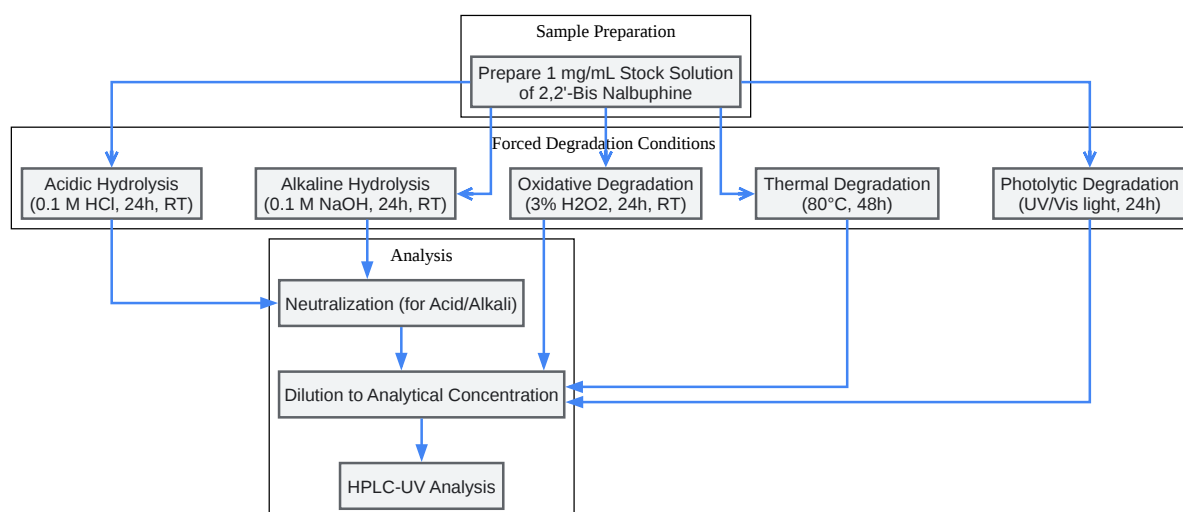 Sample Preparation
Prepare 1 mg/mL Stock Solution
of 2,2'-Bis Nalbuphine
Forced Degradation Conditions
Acidic Hydrolysis
(0.1 M HCl, 24h, RT)
Alkaline Hydrolysis
(0.1 M NaOH, 24h, RT)
Oxidative Degradation
(3% H2O2, 24h, RT)
Thermal Degradation
(80°C, 48h)
Photolytic Degradation
(UV/Vis light, 24h)
Analysis
Neutralization (for Acid/Alkali)
Dilution to Analytical Concentration
HPLC-UV Analysis